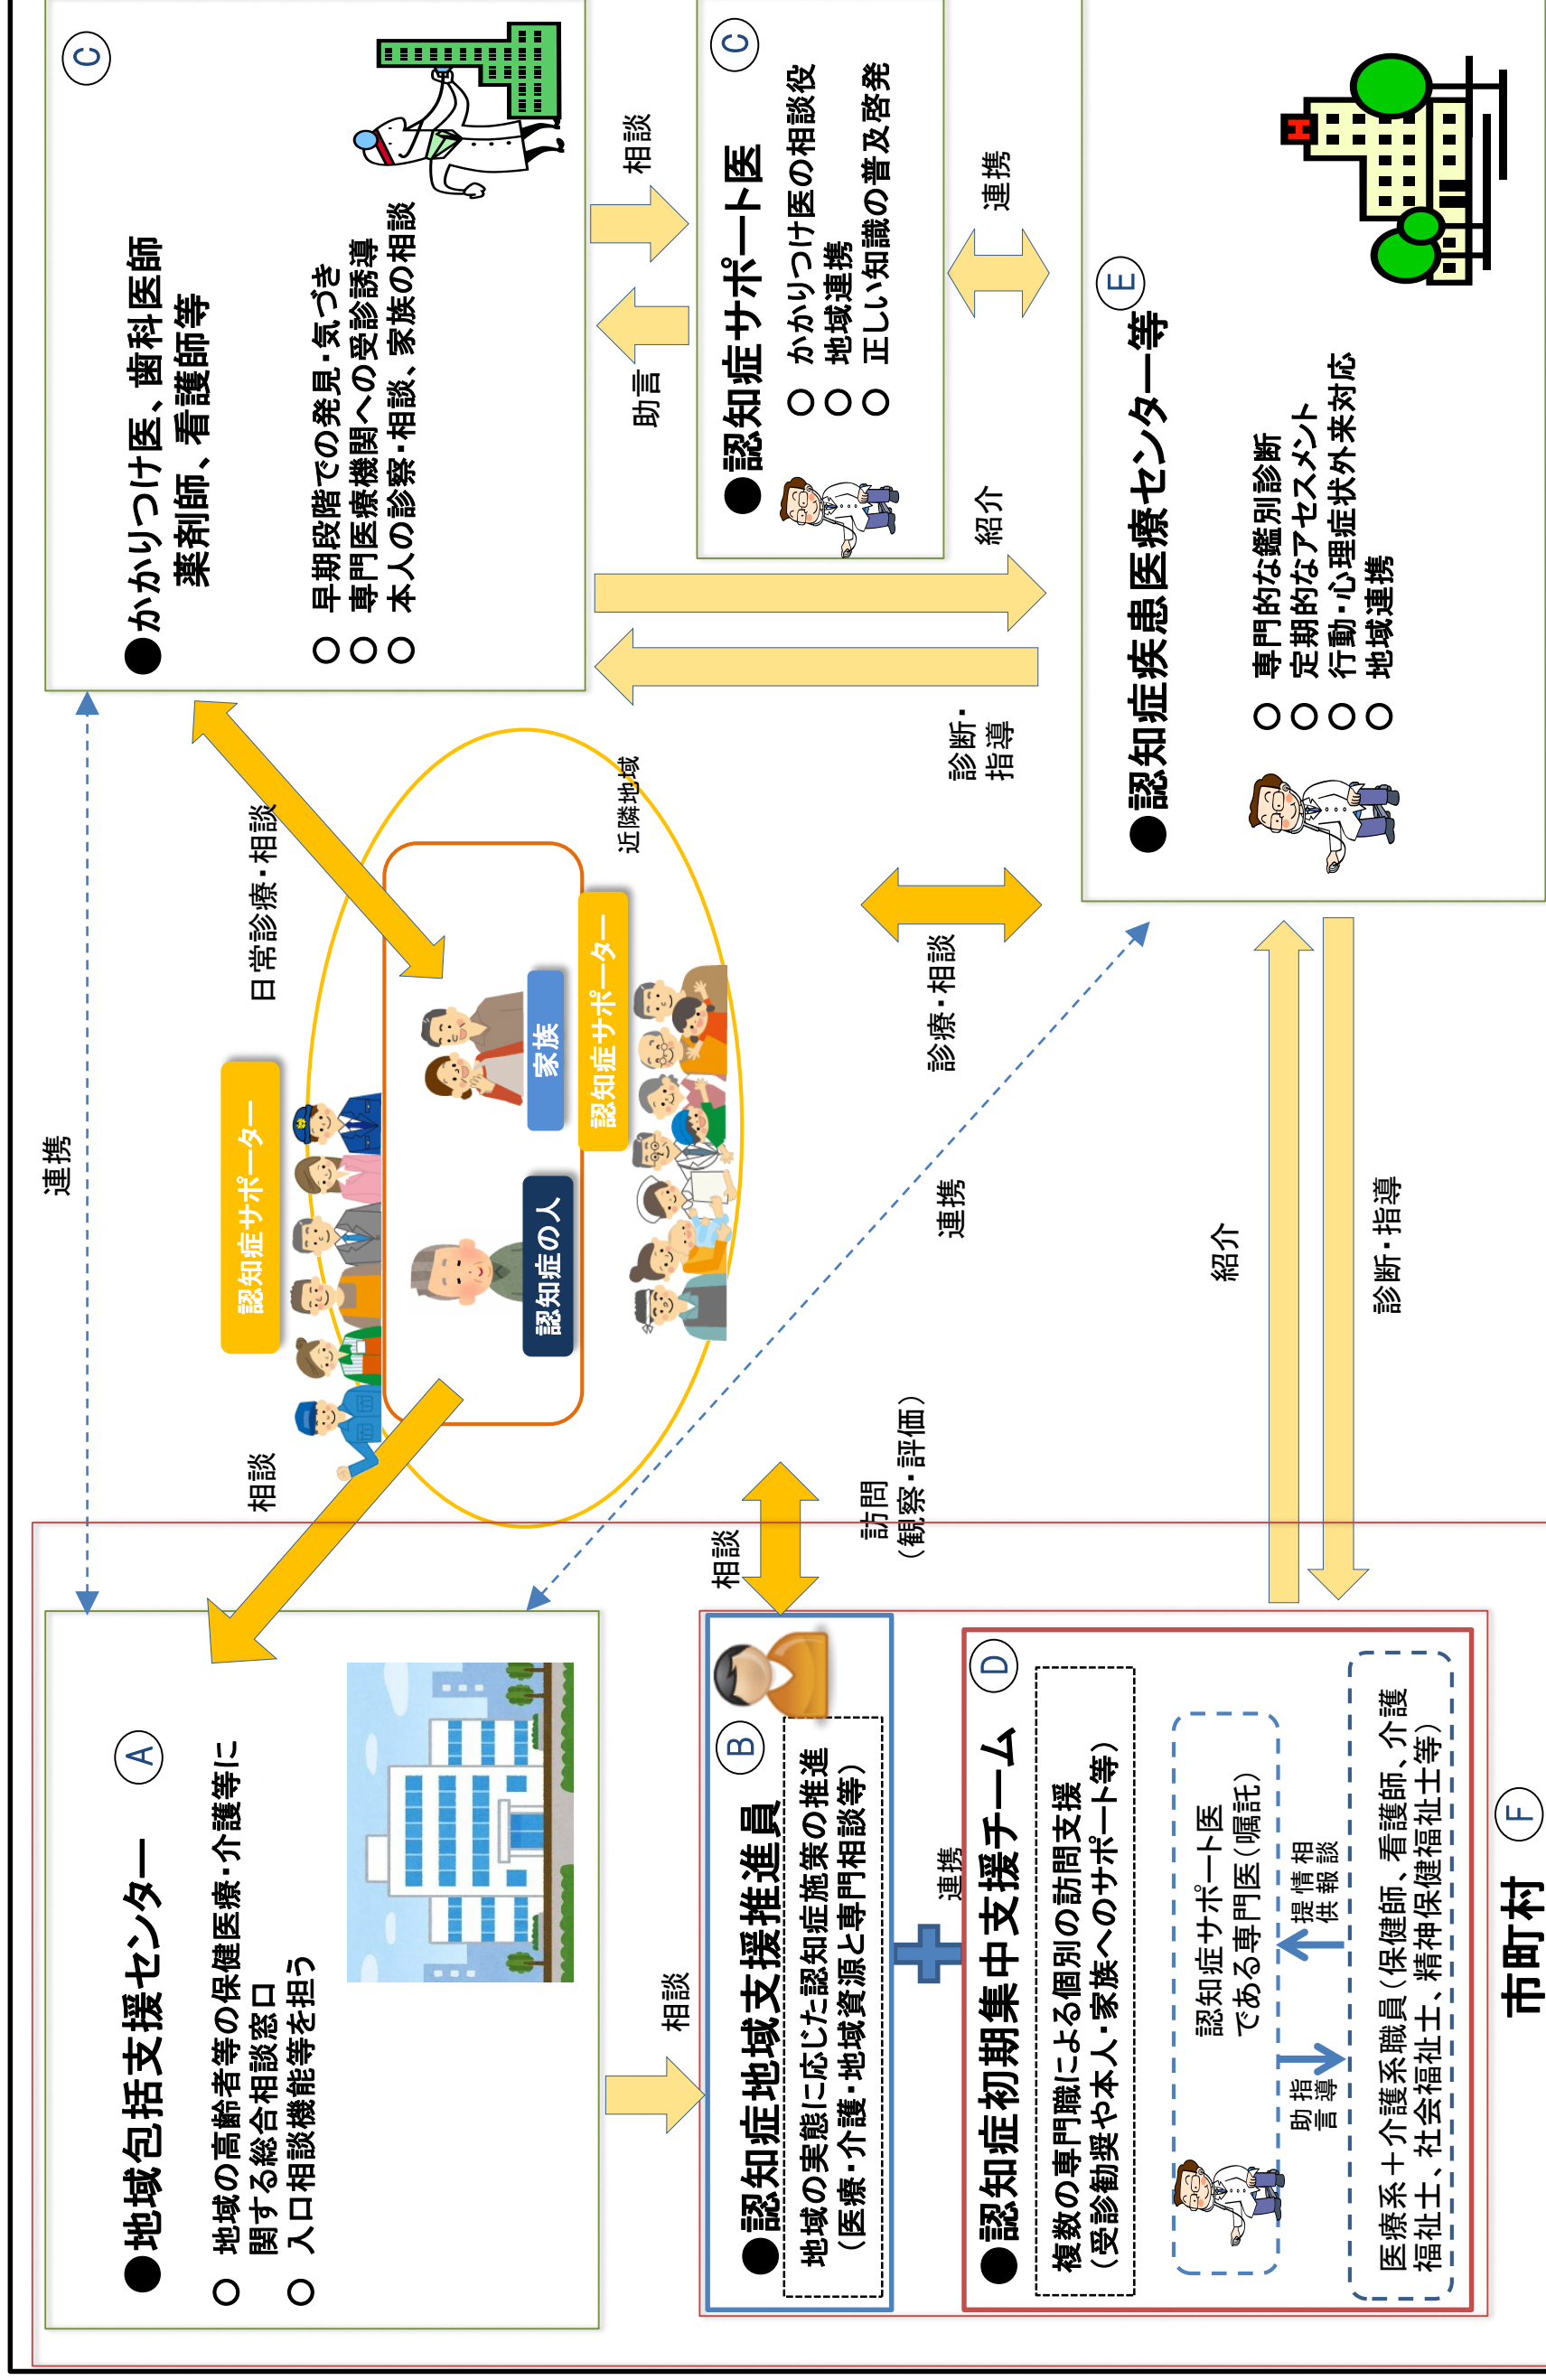 連携
●地域包括支援センター
A
○ 地域の高齢者等の保健医療・介護等に
関する総合相談窓口
○ 入口相談機能等を担う
相談
認知症サポーター
日常診療・相談
認知症の人
家族
認知症サポーター
近隣地域
●かかりつけ医、歯科医師
薬剤師、看護師等
C
○ 早期段階での発見・気づき
○ 専門医療機関への受診誘導
○ 本人の診察・相談、家族の相談
助言
相談
相談
●認知症地域支援推進員
B
地域の実態に応じた認知症施策の推進
（医療・介護・地域資源と専門相談等）
相談
訪問
（観察・評価）
連携
●認知症初期集中支援チーム
D
複数の専門職による個別の訪問支援
（受診勧奨や本人・家族へのサポート等）
認知症サポート医
である専門医（嘱託）
助言
指導
情報提供
相談
医療系＋介護系職員（保健師、看護師、介護
福祉士、社会福祉士、精神保健福祉士等）
市町村
F
連携
診療・相談
診断・
指導
紹介
●認知症サポート医
C
○ かかりつけ医の相談役
○ 地域連携
○ 正しい知識の普及啓発
連携
紹介
診断・指導
●認知症疾患医療センター等
E
○ 専門的な鑑別診断
○ 定期的なアセスメント
○ 行動・心理症状外来対応
○ 地域連携
H